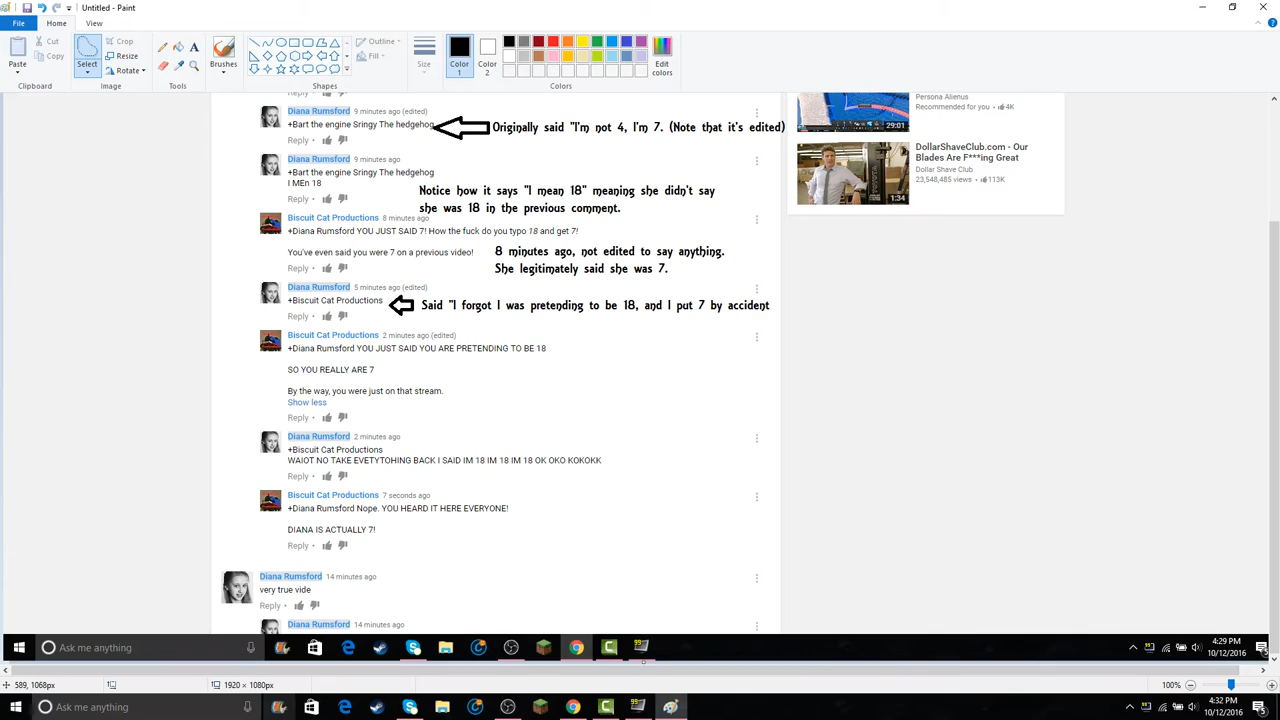 Untitled - Paint
File
Home
View
Paste
Cut
Copy
Clipboard
Select
Crop
Resize
Rotate
Image
Tools
Brushes
Shapes
Outline
Fill
Size
Color 1
Color 2
Edit colors
Colors
Reply
Diana Rumsford 9 minutes ago (edited)
+Bart the engine Sringy The hedgehog
Originally said "I'm not 4, I'm 7. (Note that it's edited)
Reply
Diana Rumsford 9 minutes ago
+Bart the engine Sringy The hedgehog
I MEn 18
Reply
Notice how it says "I mean 18" meaning she didn't say
she was 18 in the previous comment.
Biscuit Cat Productions 8 minutes ago
+Diana Rumsford YOU JUST SAID 7! How the fuck do you typo 18 and get 7!
You've even said you were 7 on a previous video!
Reply
8 minutes ago, not edited to say anything.
She legitimately said she was 7.
Diana Rumsford 5 minutes ago (edited)
+Biscuit Cat Productions
Said "I forgot I was pretending to be 18, and I put 7 by accident
Reply
Biscuit Cat Productions 2 minutes ago (edited)
+Diana Rumsford YOU JUST SAID YOU ARE PRETENDING TO BE 18
SO YOU REALLY ARE 7
By the way, you were just on that stream.
Show less
Reply
Diana Rumsford 2 minutes ago
+Biscuit Cat Productions
WAIOT NO TAKE EVETYTOHING BACK I SAID IM 18 IM 18 IM 18 OK OKO KOKOKK
Reply
Biscuit Cat Productions 7 seconds ago
+Diana Rumsford Nope. YOU HEARD IT HERE EVERYONE!
DIANA IS ACTUALLY 7!
Reply
Diana Rumsford 14 minutes ago
very true vide
Reply
Diana Rumsford 14 minutes ago
Persona Alienus
Recommended for you • 4K
29:01
DollarShaveClub.com - Our
Blades Are F***ing Great
Dollar Shave Club
23,548,485 views • 113K
1:34
Ask me anything
99
4:29 PM
10/12/2016
589, 1068px
1920 × 1080px
100%
Ask me anything
99
4:32 PM
10/12/2016